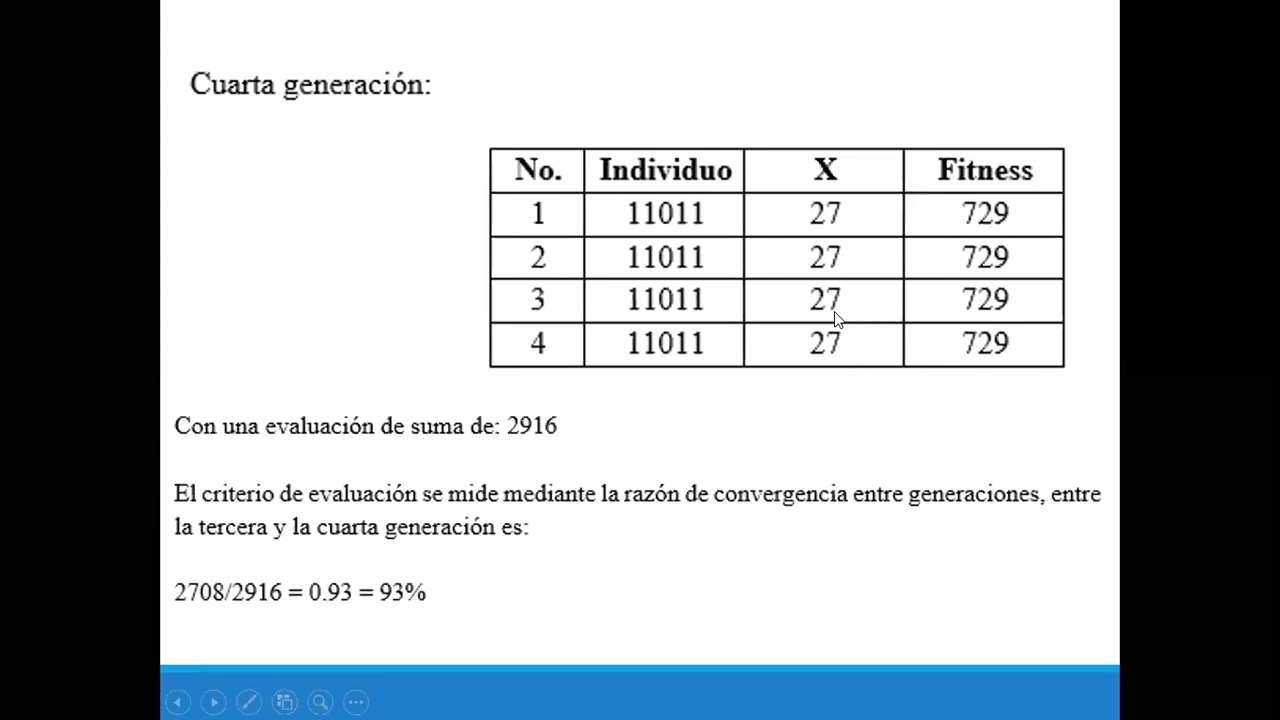 Cuarta generación:
No. Individuo X Fitness
1 11011 27 729
2 11011 27 729
3 11011 27 729
4 11011 27 729
Con una evaluación de suma de: 2916
El criterio de evaluación se mide mediante la razón de convergencia entre generaciones, entre
la tercera y la cuarta generación es:
2708/2916 = 0.93 = 93%